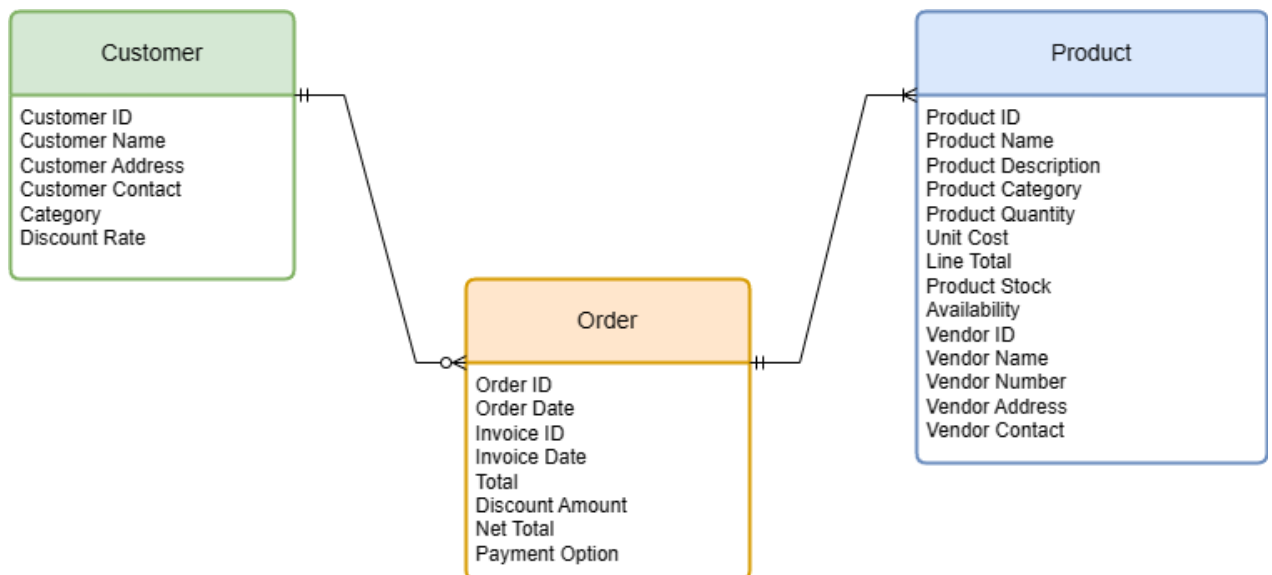 Customer
Customer ID
Customer Name
Customer Address
Customer Contact
Category
Discount Rate
Order
Order ID
Order Date
Invoice ID
Invoice Date
Total
Discount Amount
Net Total
Payment Option
Product
Product ID
Product Name
Product Description
Product Category
Product Quantity
Unit Cost
Line Total
Product Stock
Availability
Vendor ID
Vendor Name
Vendor Number
Vendor Address
Vendor Contact